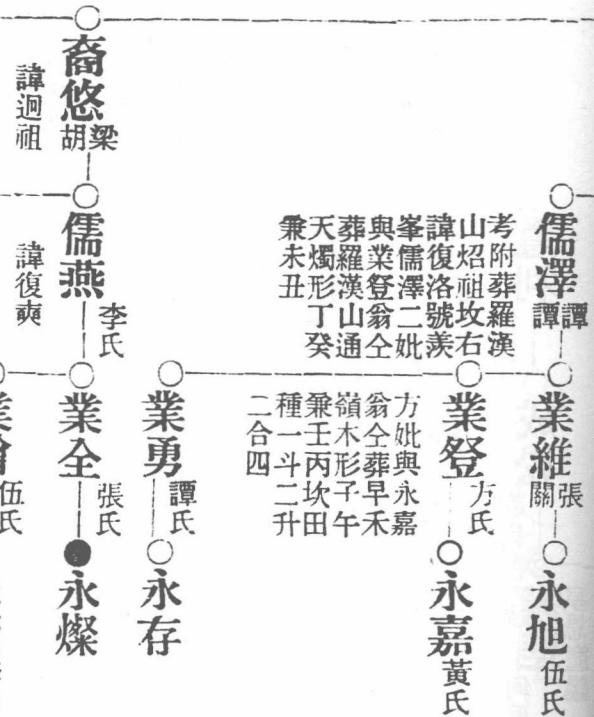 儒澤
譚
譚
考附葬羅漢
山炤祖坟右
諱復洛號羨
峯儒澤二妣
與業登翁仝
葬羅漢山通
天燭形丁癸
兼未丑
業維
張
關
永旭
伍氏
業登
方氏
方妣與永嘉
翁仝葬早禾
嶺木形子午
兼壬丙坎田
種一斗二升
二合四
永嘉
黃氏
業勇
譚氏
永存
裔悠
梁
胡
諱迥祖
儒燕
李氏
諱復奭
業全
張氏
永燦
伍氏